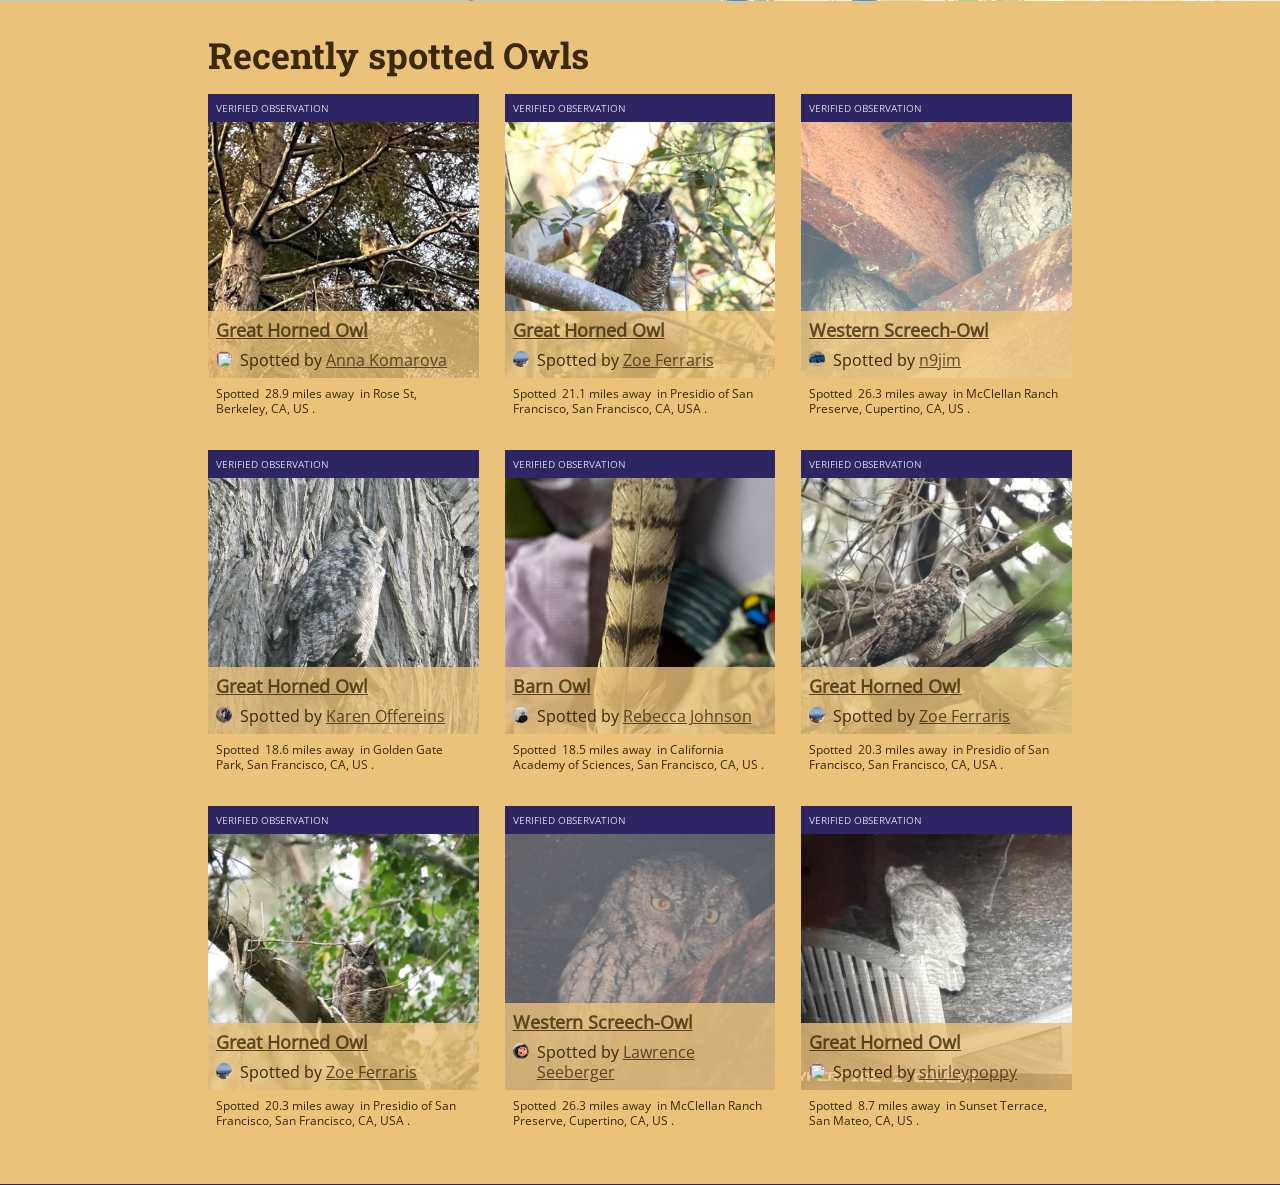 Recently spotted Owls
VERIFIED OBSERVATION
Great Horned Owl
Spotted by Anna Komarova
Spotted 28.9 miles away in Rose St,
Berkeley, CA, US .
VERIFIED OBSERVATION
Great Horned Owl
Spotted by Zoe Ferraris
Spotted 21.1 miles away in Presidio of San
Francisco, San Francisco, CA, USA .
VERIFIED OBSERVATION
Western Screech-Owl
Spotted by n9jim
Spotted 26.3 miles away in McClellan Ranch
Preserve, Cupertino, CA, US .
VERIFIED OBSERVATION
Great Horned Owl
Spotted by Karen Offereins
Spotted 18.6 miles away in Golden Gate
Park, San Francisco, CA, US .
VERIFIED OBSERVATION
Barn Owl
Spotted by Rebecca Johnson
Spotted 18.5 miles away in California
Academy of Sciences, San Francisco, CA, US .
VERIFIED OBSERVATION
Great Horned Owl
Spotted by Zoe Ferraris
Spotted 20.3 miles away in Presidio of San
Francisco, San Francisco, CA, USA .
VERIFIED OBSERVATION
Great Horned Owl
Spotted by Zoe Ferraris
Spotted 20.3 miles away in Presidio of San
Francisco, San Francisco, CA, USA .
VERIFIED OBSERVATION
Western Screech-Owl
Spotted by Lawrence
Seeberger
Spotted 26.3 miles away in McClellan Ranch
Preserve, Cupertino, CA, US .
VERIFIED OBSERVATION
Great Horned Owl
Spotted by shirleypoppy
Spotted 8.7 miles away in Sunset Terrace,
San Mateo, CA, US .